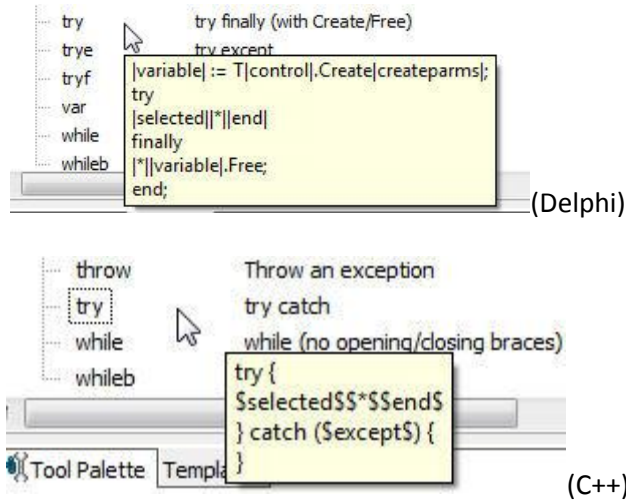 try try finally (with Create/Free)
trye try except
tryf
var
while
whileb
|variable| := T|control|.Create|createparms|;
try
|selected||*||end|
finally
|*||variable|.Free;
end;
(Delphi)
throw Throw an exception
try try catch
while while (no opening/closing braces)
whileb
try {
$selected$$*$$end$
} catch ($except$) {
}
Tool Palette
(C++)